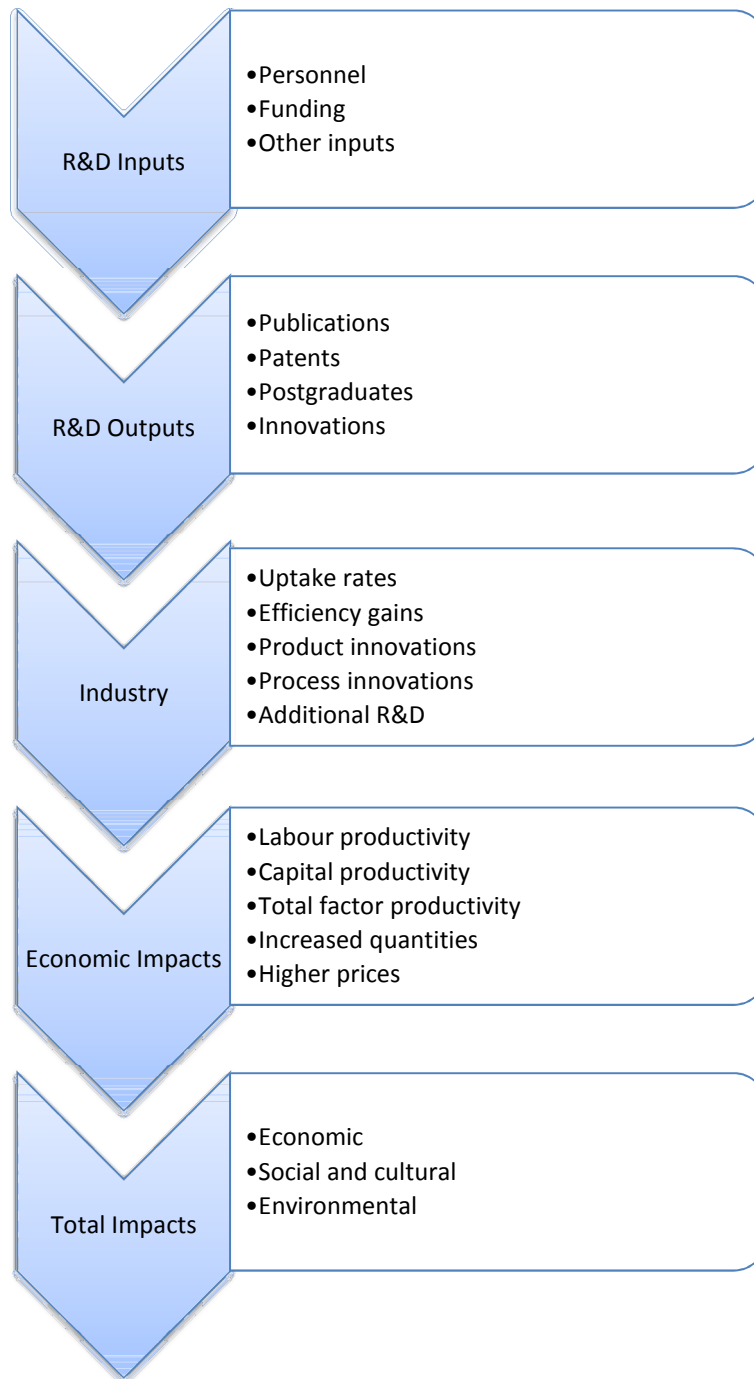 R&D Inputs
•Personnel
•Funding
•Other inputs
R&D Outputs
•Publications
•Patents
•Postgraduates
•Innovations
Industry
•Uptake rates
•Efficiency gains
•Product innovations
•Process innovations
•Additional R&D
Economic Impacts
•Labour productivity
•Capital productivity
•Total factor productivity
•Increased quantities
•Higher prices
Total Impacts
•Economic
•Social and cultural
•Environmental